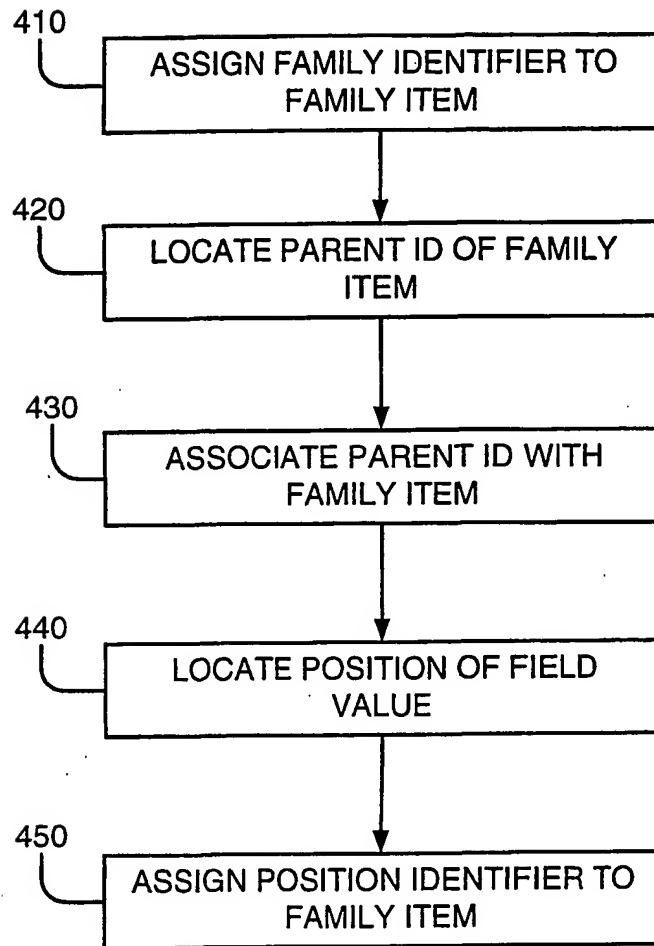 410
ASSIGN FAMILY IDENTIFIER TO
FAMILY ITEM
420
LOCATE PARENT ID OF FAMILY
ITEM
430
ASSOCIATE PARENT ID WITH
FAMILY ITEM
440
LOCATE POSITION OF FIELD
VALUE
450
ASSIGN POSITION IDENTIFIER TO
FAMILY ITEM